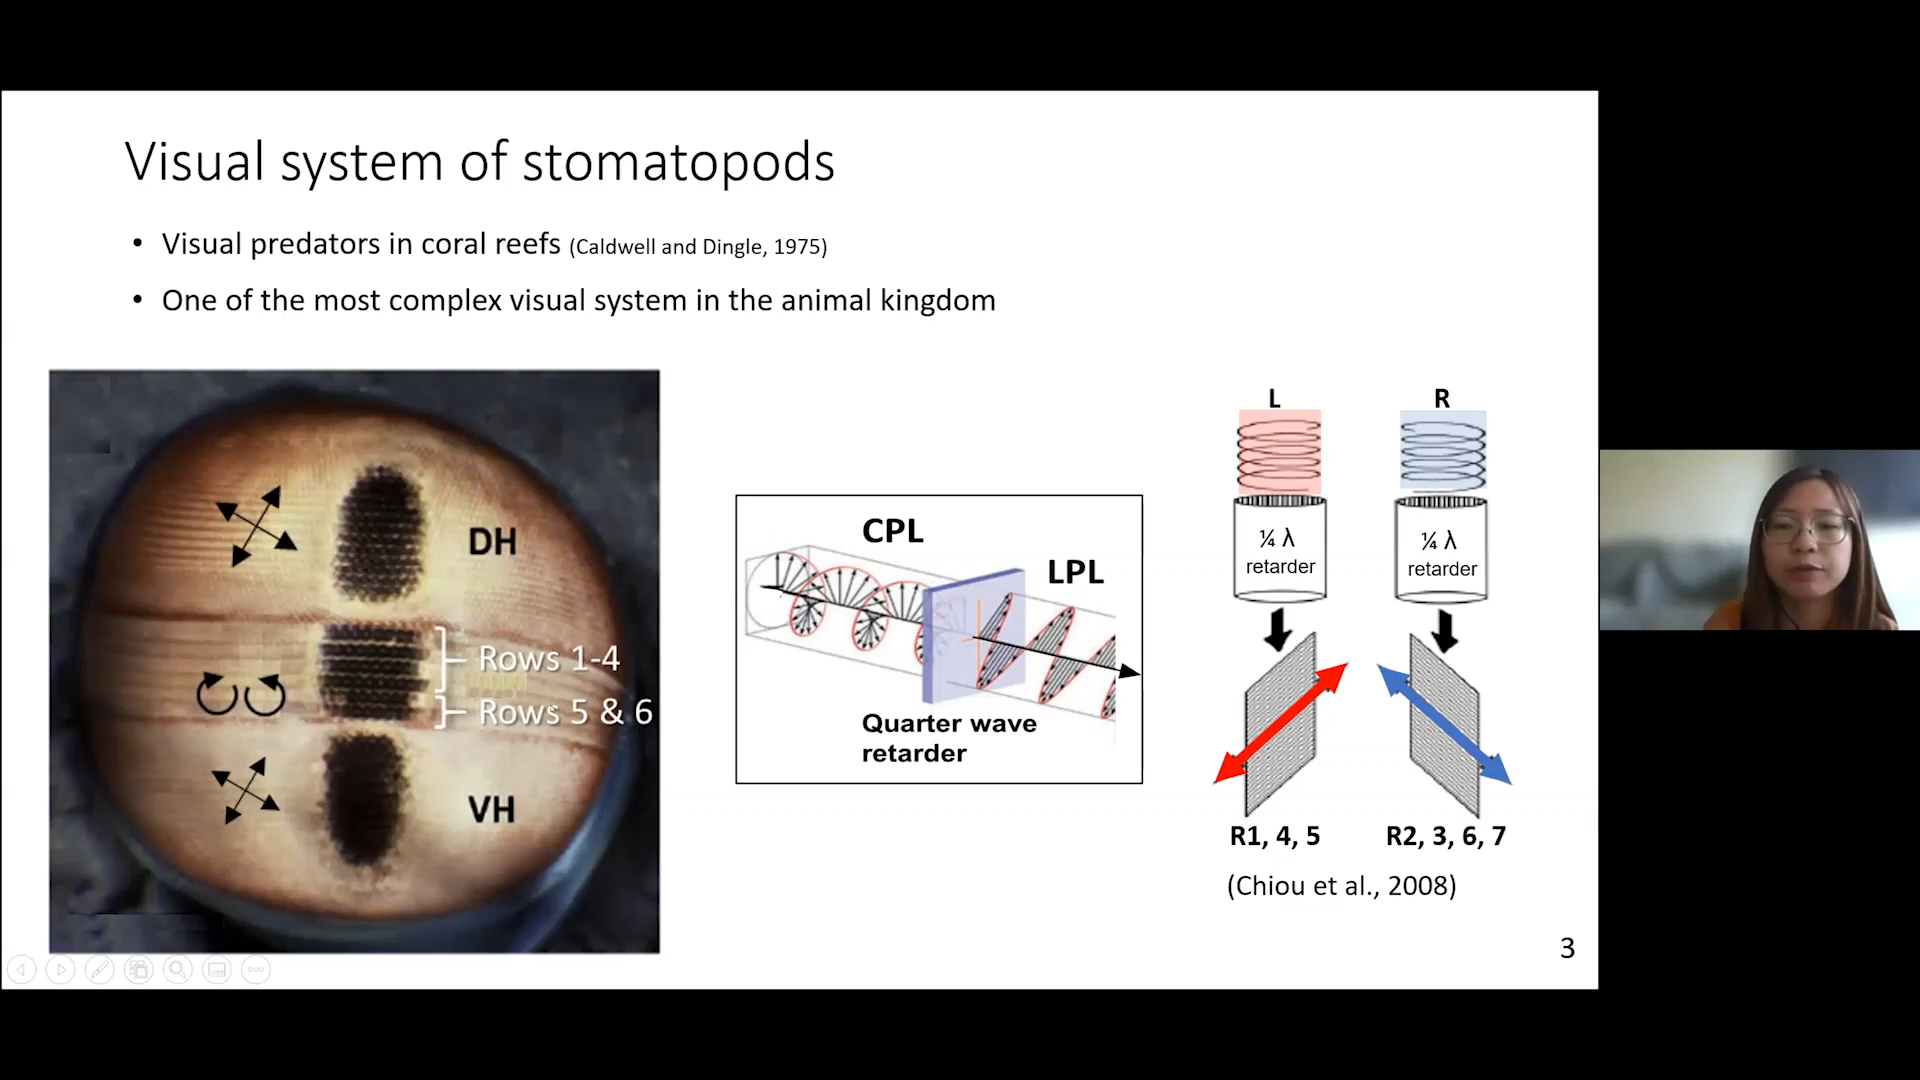 Visual system of stomatopods
• Visual predators in coral reefs (Caldwell and Dingle, 1975)
• One of the most complex visual system in the animal kingdom
DH
Rows 1-4
Rows 5 & 6
VH
CPL
LPL
Quarter wave
retarder
L
R
¼ λ
retarder
¼ λ
retarder
R1, 4, 5
R2, 3, 6, 7
(Chiou et al., 2008)
3